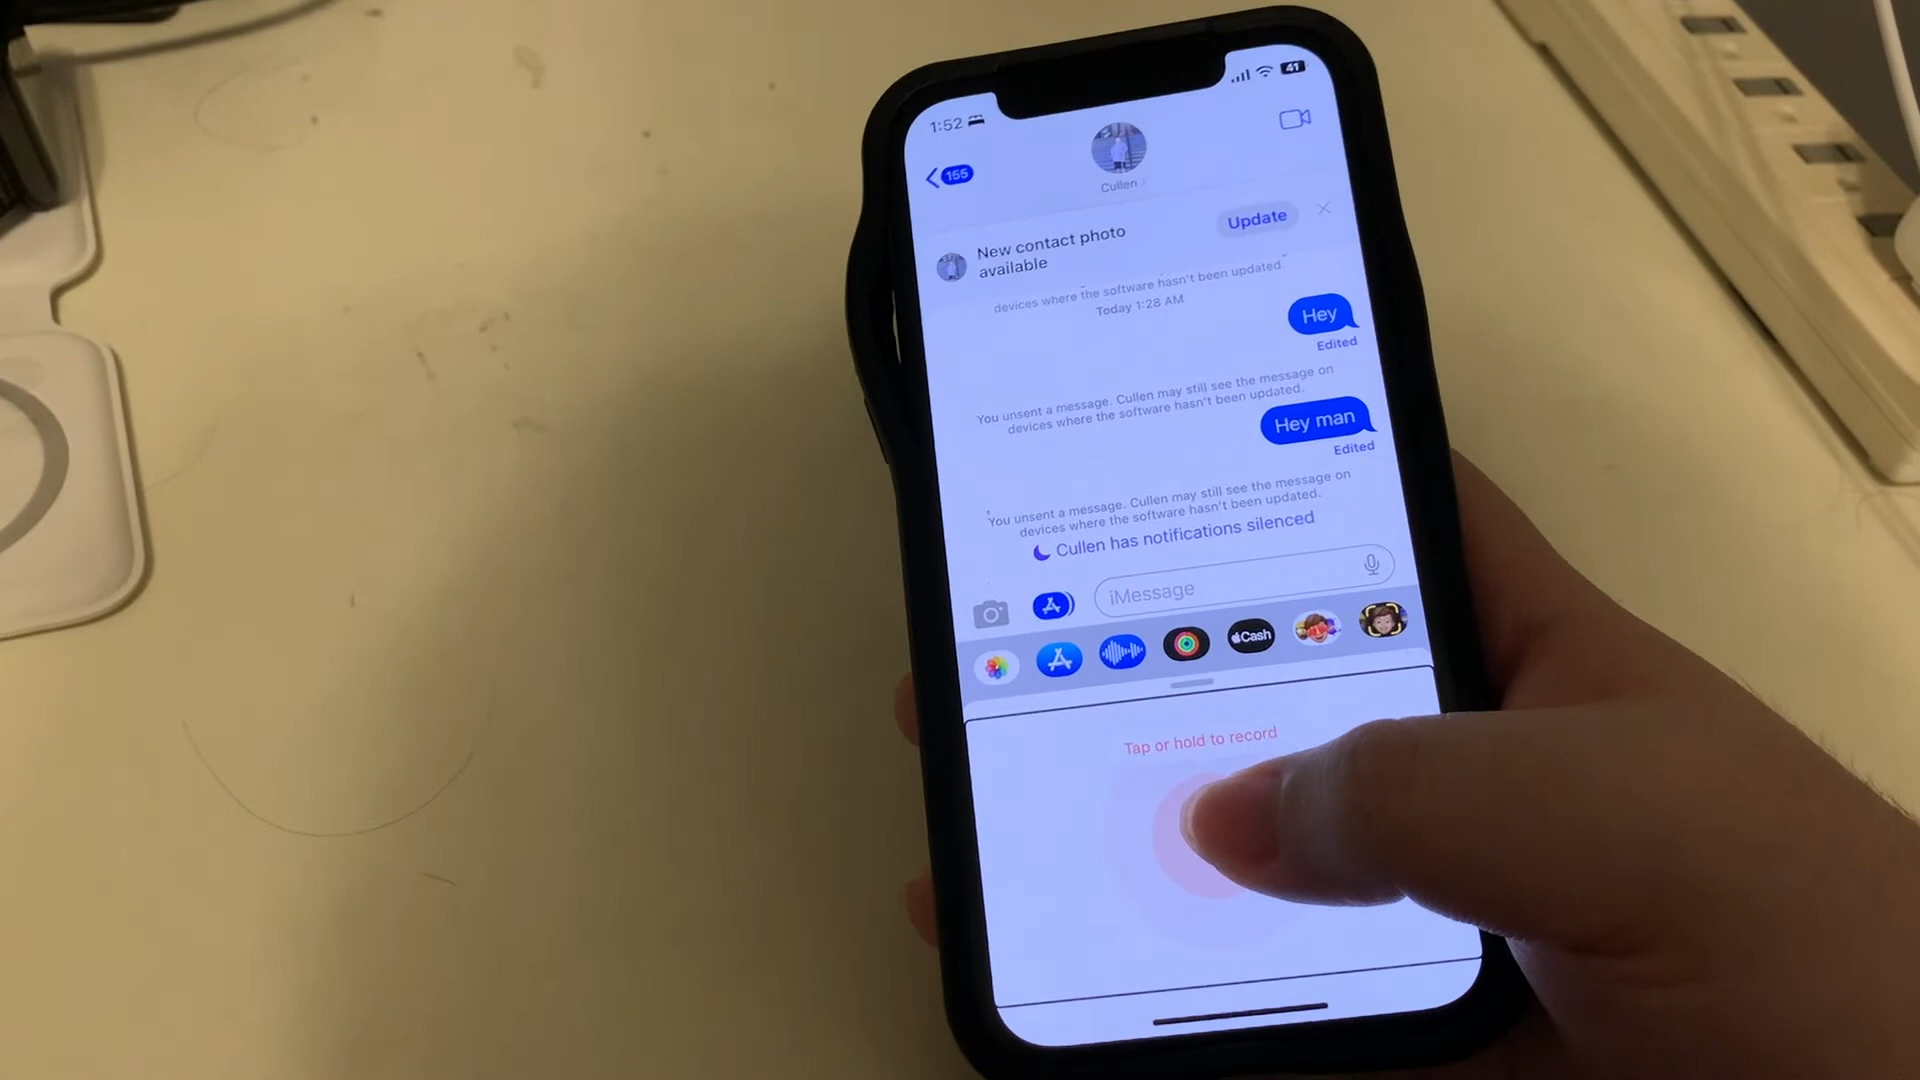 1:52
41
155
Cullen
New contact photo
available
Update
devices where the software hasn't been updated.
Today 1:28 AM
Hey
Edited
You unsent a message. Cullen may still see the message on
devices where the software hasn't been updated.
Hey man
Edited
You unsent a message. Cullen may still see the message on
devices where the software hasn't been updated.
Cullen has notifications silenced
iMessage
Cash
Tap or hold to record